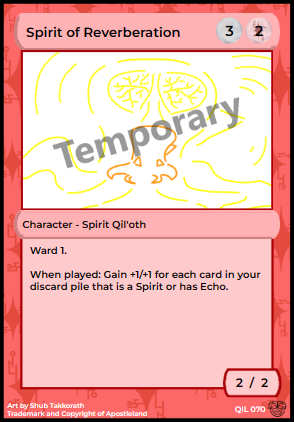 Spirit of Reverberation
3
2
Temporary
Character - Spirit Qil'oth
Ward 1.
When played: Gain +1/+1 for each card in your
discard pile that is a Spirit or has Echo.
2 / 2
Art by Shub Takkorath
Trademark and Copyright of Apostleland
QIL 070